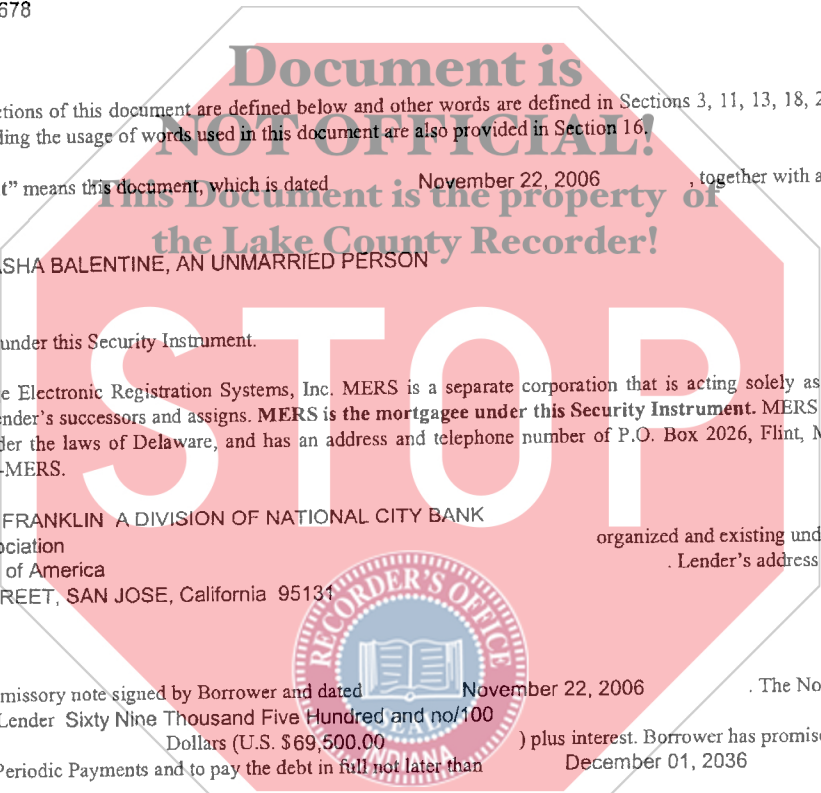 678
Document is
ctions of this document are defined below and other words are defined in Sections 3, 11, 13, 18, 2
NOT OFFICIAL!
ding the usage of words used in this document are also provided in Section 16.
t" means this document, which is dated November 22, 2006 , together with a
This Document is the property of
the Lake County Recorder!
ASHA BALENTINE, AN UNMARRIED PERSON
under this Security Instrument.
STOP
e Electronic Registration Systems, Inc. MERS is a separate corporation that is acting solely as
ender's successors and assigns. MERS is the mortgagee under this Security Instrument. MERS
der the laws of Delaware, and has an address and telephone number of P.O. Box 2026, Flint, M
-MERS.
FRANKLIN A DIVISION OF NATIONAL CITY BANK
ociation organized and existing und
of America . Lender's address
REET, SAN JOSE, California 95131
RECORDER'S OFFICE
SEAL
INDIANA
missory note signed by Borrower and dated November 22, 2006 . The No
Lender Sixty Nine Thousand Five Hundred and no/100
Dollars (U.S. $69,500.00 ) plus interest. Borrower has promise
Periodic Payments and to pay the debt in full not later than December 01, 2036